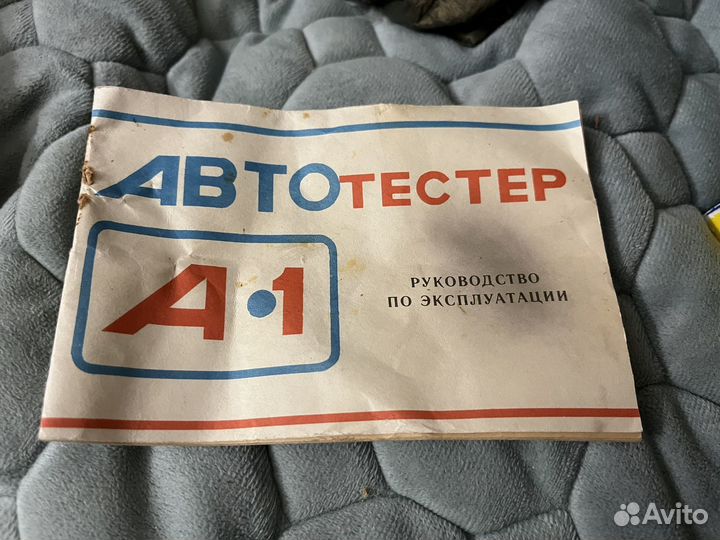 АВТОТЕСТЕР
А·1
РУКОВОДСТВО
ПО ЭКСПЛУАТАЦИИ
Avito